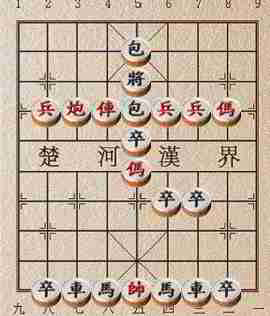 1 2 3 4 5 6 7 8 9
包
將
兵 炮 俥 包 兵 兵 傌
卒
楚 河 漢 界
傌
卒 卒
卒 車 馬 帥 車 馬 卒
九 八 七 六 五 四 三 二 一